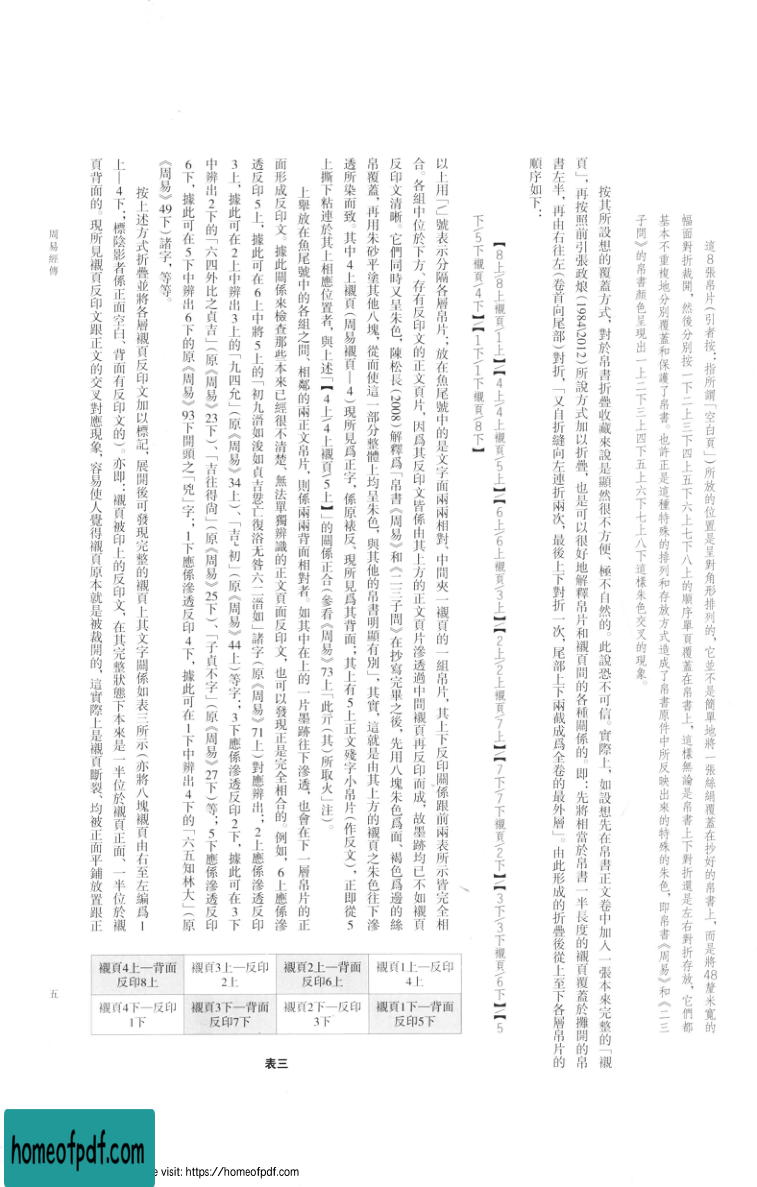 這8張帛片（引者按：指所謂「空白頁」）所放的位置是呈對角形排列的，它並不是簡單地將一張絲絹覆蓋在抄好的帛書上，而是將48釐米寬的
幅面對折裁開，然後分別按一下二上三下四上五下六上七下八上的順序單頁覆蓋在帛書上，這樣無論是帛書上下對折還是左右對折存放，它們都
基本不重複地分別覆蓋和保護了帛書。也許正是這種特殊的排列和存放方式造成了帛書原件中所反映出來的特殊的朱色，即帛書《周易》和《二三
子問》的帛書顏色呈現出一上二下三上四下五上六下七上八下這樣朱色交叉的現象。
按其所設想的覆蓋方式，對於帛書折疊收藏來說是顯然很不方便、極不自然的。此說恐不可信。實際上，如設想先在帛書正文卷中加入一張本來完整的「襯
頁」，再按照前引張政烺（1984/2012）所說方式加以折疊，也是可以很好地解釋帛片和襯頁間的各種關係的。即：先將相當於帛書一半長度的襯頁覆蓋於攤開的帛
書左半，再由右往左（卷首向尾部）對折，「又自折縫向左連折兩次，最後上下對折一次，尾部上下兩截成爲全卷的最外層」。由此形成的折疊後從上至下各層帛片的
順序如下：
【8上/8上襯頁/1上】【4上/4上襯頁/5上】【6上/6上襯頁/3上】【2上/2上襯頁/7上】【7下/7下襯頁/2下】【3下/3下襯頁/6下】【5
下/5下襯頁/4下】【1下/1下襯頁/8下】
以上用「/」號表示分隔各層帛片；放在魚尾號中的是文字面兩兩相對、中間夾一襯頁的一組帛片，其上下反印關係跟前兩表所示皆完全相
合。各組中位於下方、存有反印文的正文頁片，因爲其反印文皆係由其上方的正文頁片滲透過中間襯頁再反印而成，故墨跡均已不如襯頁
反印文清晰。它們同時又呈朱色，陳松長（2008）解釋爲「帛書《周易》和《二三子問》在抄寫完畢之後，先用八塊朱色爲面、褐色爲邊的絲
帛覆蓋，再用朱砂平塗其他八塊，從而使這一部分整體上均呈朱色，與其他的帛書明顯有別」，其實，這就是由其上方的襯頁之朱色往下滲
透所染而致。其中4上襯頁（周易襯頁—4）現所見爲正字，係原裱反、現所見爲其背面；其上有5上正文殘字小帛片（作反文），正即從5
上撕下粘連於其上相應位置者，與上述「【4上/4上襯頁/5上】」的關係正合（參看《周易》73上「此亓（其）所取火」注）。
上舉放在魚尾號中的各組之間，相鄰的兩正文帛片，則係兩兩背面相對者。如其中在上的一片墨跡往下滲透，也會在下一層帛片的正
面形成反印文。據此關係來檢查那些本來已經很不清楚、無法單獨辨識的正文頁面反印文，也可以發現正是完全相合的。例如，6上應係滲
透反印5上，據此可在6上中將5上的「初九湝如浚如貞吉悲亡復浴无咎六二湝如」諸字（原《周易》71上）對應辨出；2上應係滲透反印
3上，據此可在2上中辨出3上的「九四允」（原《周易》34上）、「吉·初」（原《周易》44上）等字；3下應係滲透反印2下，據此可在3下
中辨出2下的「六四外比之貞吉」（原《周易》23下）、「吉往得尙」（原《周易》25下）、「子貞不字」（原《周易》27下）等；5下應係滲透反印
6下，據此可在5下中辨出6下的原《周易》93下開頭之「兌」字；1下應係滲透反印4下，據此可在1下中辨出4下的「六五知林大」（原
《周易》49下）諸字，等等。
按上述方式折疊並將各層襯頁反印文加以標記，展開後可發現完整的襯頁上其文字關係如表三所示（亦將八塊襯頁由右至左編爲1
上—4下；標陰影者係正面空白、背面有反印文的）。亦即：襯頁被印上的反印文，在其完整狀態下本來是一半位於襯頁正面、一半位於襯
頁背面的。現所見襯頁反印文跟正文的交叉對應現象，容易使人覺得襯頁原本就是被裁開的，這實際上是襯頁斷裂、均被正面平鋪放置跟正
襯頁4上—背面反印8上
襯頁3上—反印2上
襯頁2上—背面反印6上
襯頁1上—反印4上
襯頁4下—反印1下
襯頁3下—背面反印7下
襯頁2下—反印3下
襯頁1下—背面反印5下
表三
周易經傳
五
homeofpdf.com
e visit: https://homeofpdf.com